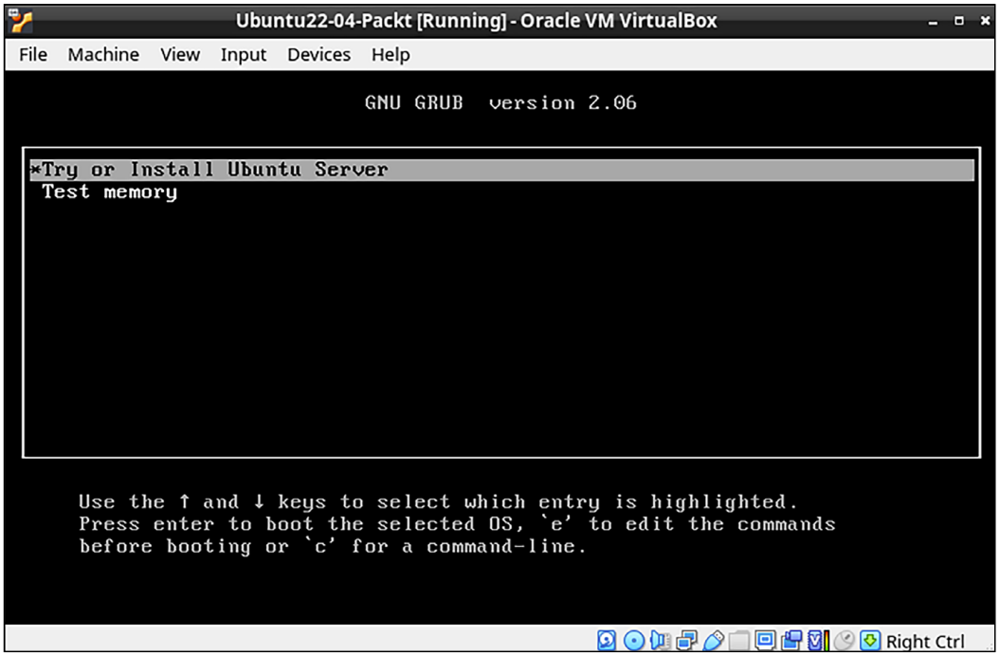 Ubuntu22-04-Packt [Running] - Oracle VM VirtualBox
File Machine View Input Devices Help
GNU GRUB version 2.06
*Try or Install Ubuntu Server
Test memory
Use the ↑ and ↓ keys to select which entry is highlighted.
Press enter to boot the selected OS, `e' to edit the commands
before booting or `c' for a command-line.
Right Ctrl